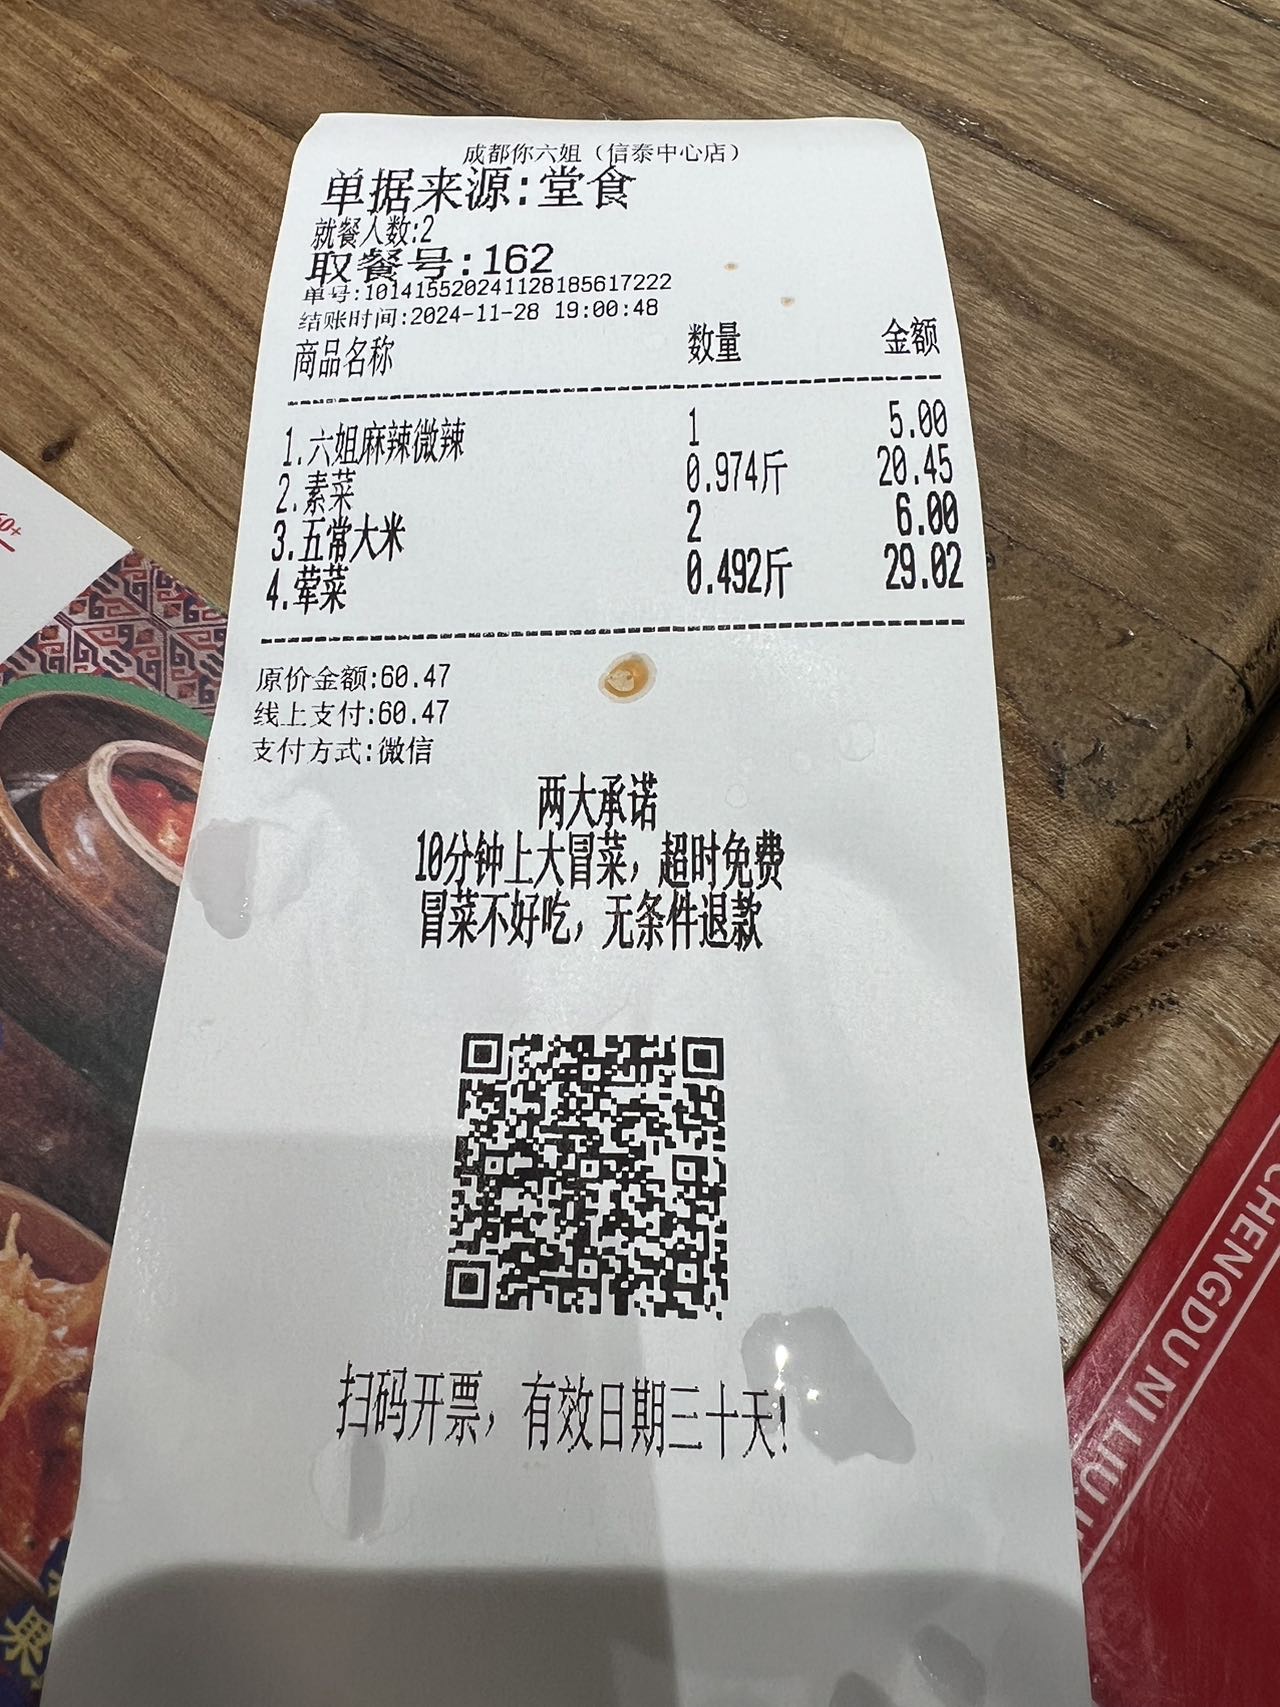 成都你六姐（信泰中心店）
单据来源:堂食
就餐人数:2
取餐号:162
单号:10141552024112818561722​2
结账时间:2024-11-28 19:00:48
商品名称 数量 金额
1.六姐麻辣微辣 1 5.00
2.素菜 0.974斤 20.45
3.五常大米 2 6.00
4.荤菜 0.492斤 29.02
原价金额:60.47
线上支付:60.47
支付方式:微信
两大承诺
10分钟上大冒菜，超时免费
冒菜不好吃，无条件退款
扫码开票，有效日期三十天!
CHENGDU NI LIU